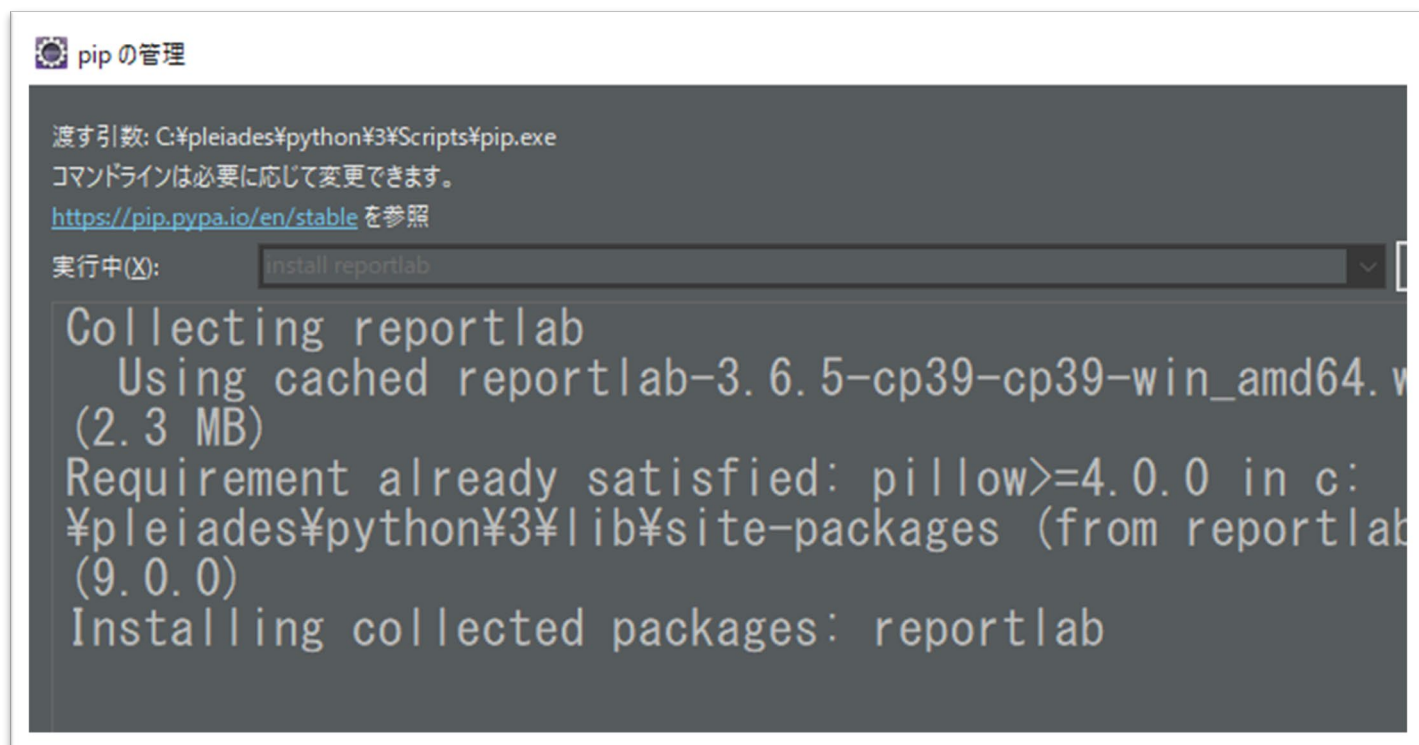 pip の管理
渡す引数: C:¥pleiades¥python¥3¥Scripts¥pip.exe
コマンドラインは必要に応じて変更できます。
https://pip.pypa.io/en/stable を参照
実行中(X): install reportlab
Collecting reportlab
Using cached reportlab-3.6.5-cp39-cp39-win_amd64.w
(2.3 MB)
Requirement already satisfied: pillow>=4.0.0 in c:
¥pleiades¥python¥3¥lib¥site-packages (from reportlab
(9.0.0)
Installing collected packages: reportlab